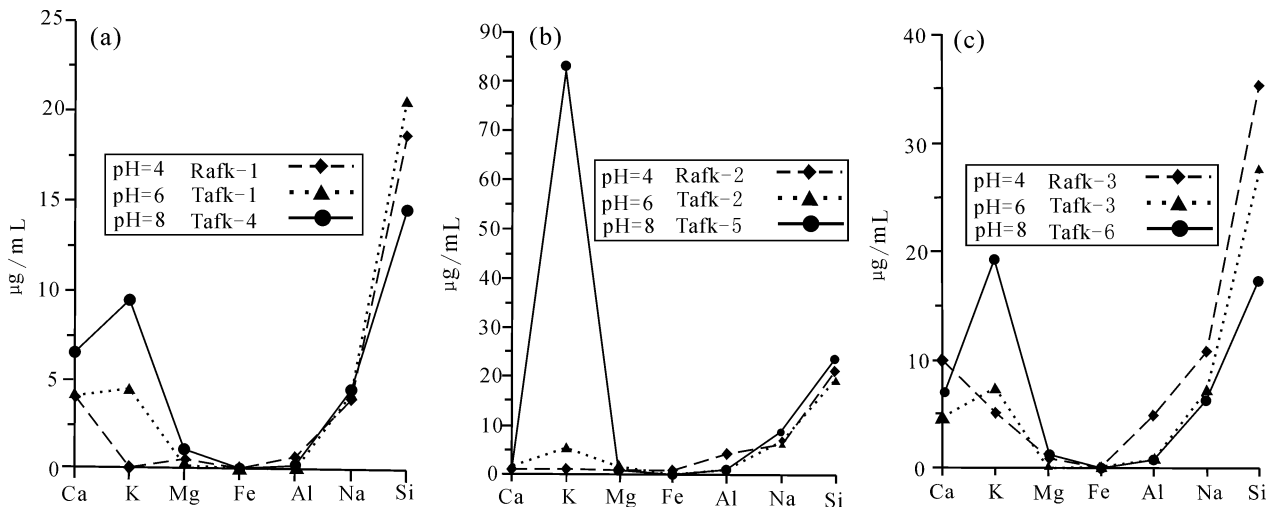 (a)
25
20
15
10
5
0
μg/mL
pH=4 Rafk-1
pH=6 Tafk-1
pH=8 Tafk-4
Ca K Mg Fe Al Na Si
(b)
90
80
70
60
50
40
30
20
10
0
μg/mL
pH=4 Rafk-2
pH=6 Tafk-2
pH=8 Tafk-5
Ca K Mg Fe Al Na Si
(c)
40
30
20
10
0
μg/mL
pH=4 Rafk-3
pH=6 Tafk-3
pH=8 Tafk-6
Ca K Mg Fe Al Na Si